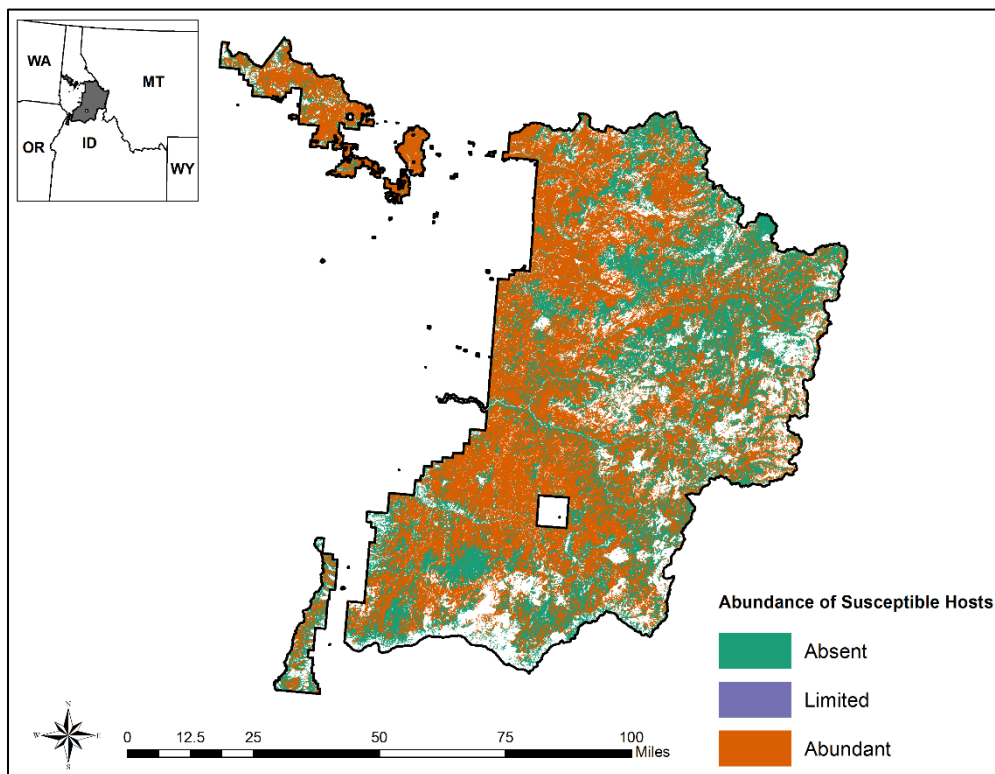 WA
MT
OR
ID
WY
Abundance of Susceptible Hosts
Absent
Limited
Abundant
N
W E
S
0 12.5 25 50 75 100
Miles